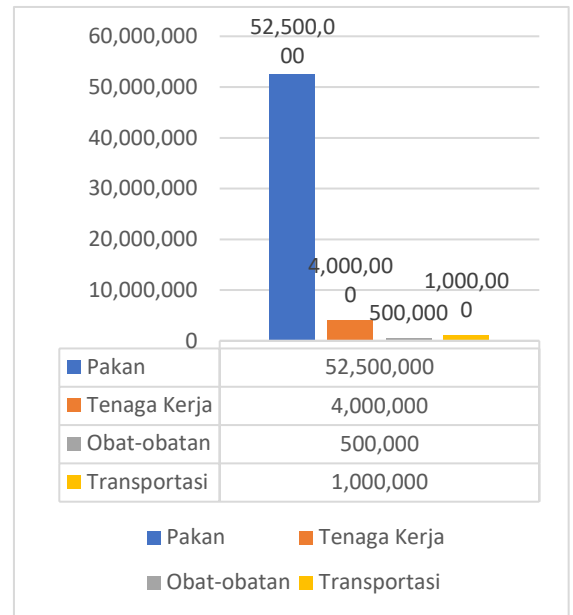 60,000,000
50,000,000
40,000,000
30,000,000
20,000,000
10,000,000
0
52,500,0
00
4,000,00
0
500,000
1,000,00
0
Pakan 52,500,000
Tenaga Kerja 4,000,000
Obat-obatan 500,000
Transportasi 1,000,000
Pakan Tenaga Kerja
Obat-obatan Transportasi